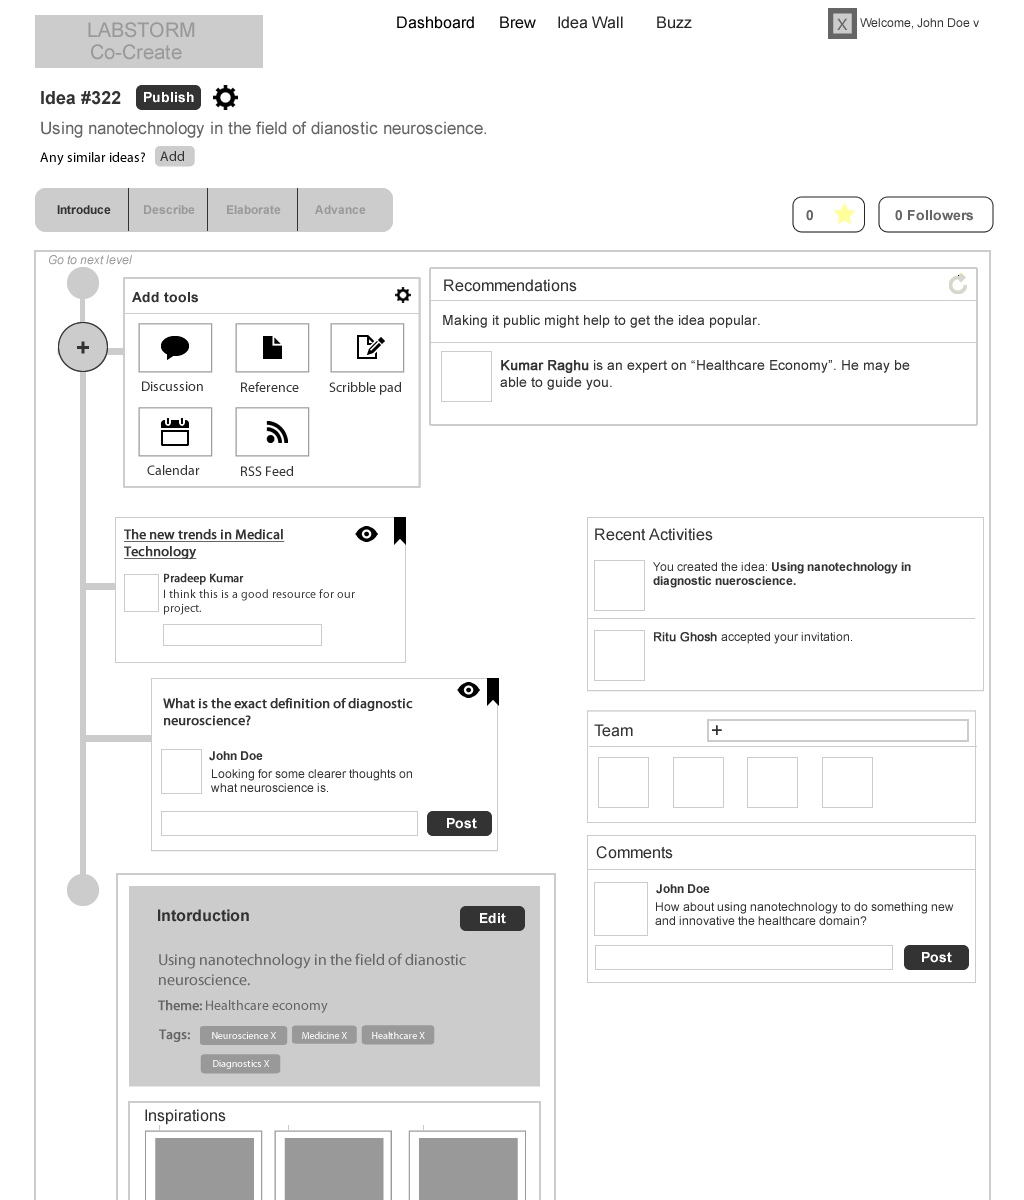 LABSTORM
Co-Create
Dashboard Brew Idea Wall Buzz
X Welcome, John Doe v
Idea #322 Publish
Using nanotechnology in the field of dianostic neuroscience.
Any similar ideas? Add
Introduce Describe Elaborate Advance
0 0 Followers
Go to next level
+
Add tools
Discussion Reference Scribble pad
Calendar RSS Feed
Recommendations
Making it public might help to get the idea popular.
Kumar Raghu is an expert on “Healthcare Economy”. He may be
able to guide you.
The new trends in Medical
Technology
Pradeep Kumar
I think this is a good resource for our
project.
What is the exact definition of diagnostic
neuroscience?
John Doe
Looking for some clearer thoughts on
what neuroscience is.
Post
Intorduction Edit
Using nanotechnology in the field of dianostic
neuroscience.
Theme: Healthcare economy
Tags: Neuroscience X Medicine X Healthcare X
Diagnostics X
Inspirations
Recent Activities
You created the idea: Using nanotechnology in
diagnostic nueroscience.
Ritu Ghosh accepted your invitation.
Team +
Comments
John Doe
How about using nanotechnology to do something new
and innovative the healthcare domain?
Post